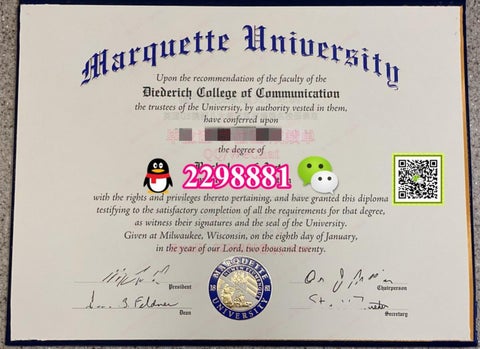 Marquette University
Upon the recommendation of the faculty of the
Diederich College of Communication
the trustees of the University, by authority vested in them,
have conferred upon
the degree of
2298881
with the rights and privileges thereto pertaining, and have granted this diploma
testifying to the satisfactory completion of all the requirements for that degree,
as witness their signatures and the seal of the University.
Given at Milwaukee, Wisconsin, on the eighth day of January,
in the year of our Lord, two thousand twenty.
President
Chairperson
Dean
Secretary
MARQUETTE
UNIVERSITY